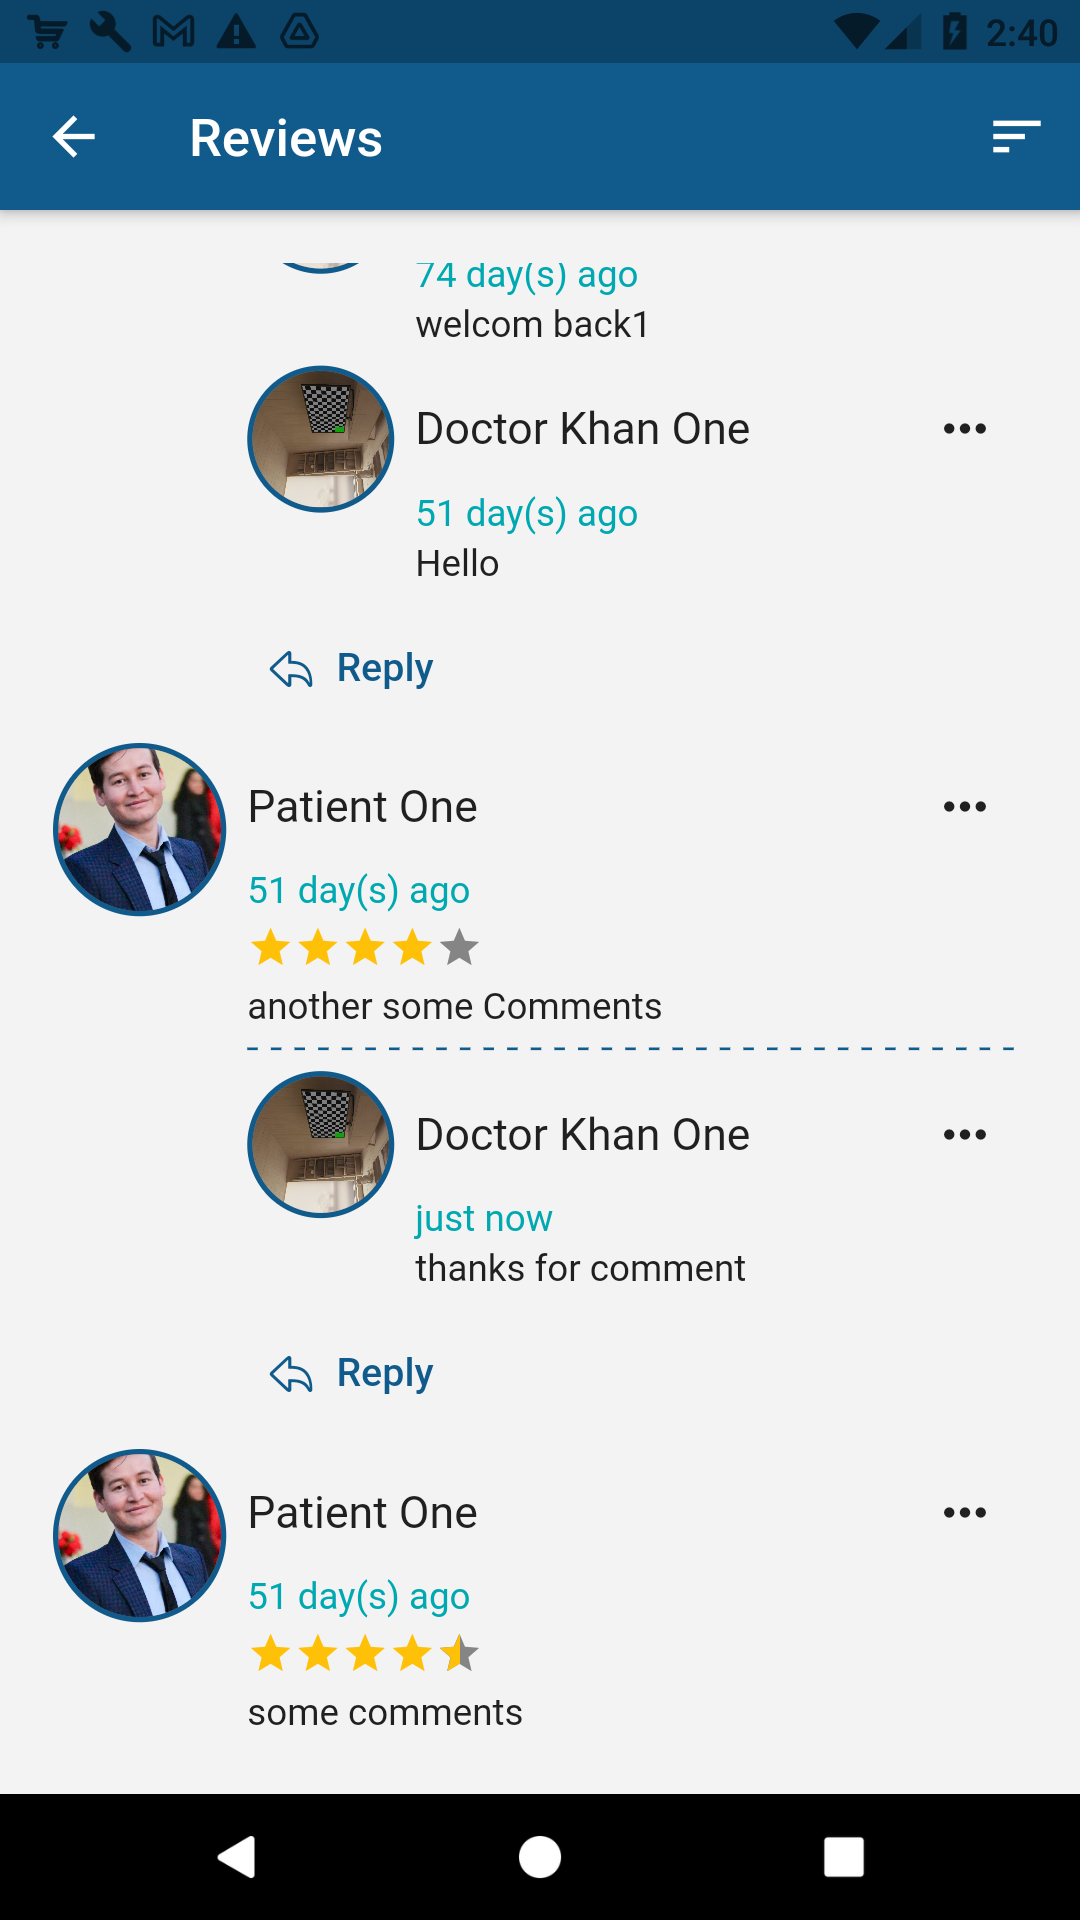 2:40
Reviews
74 day(s) ago
welcom back1
Doctor Khan One
51 day(s) ago
Hello
Reply
Patient One
51 day(s) ago
another some Comments
Doctor Khan One
just now
thanks for comment
Reply
Patient One
51 day(s) ago
some comments